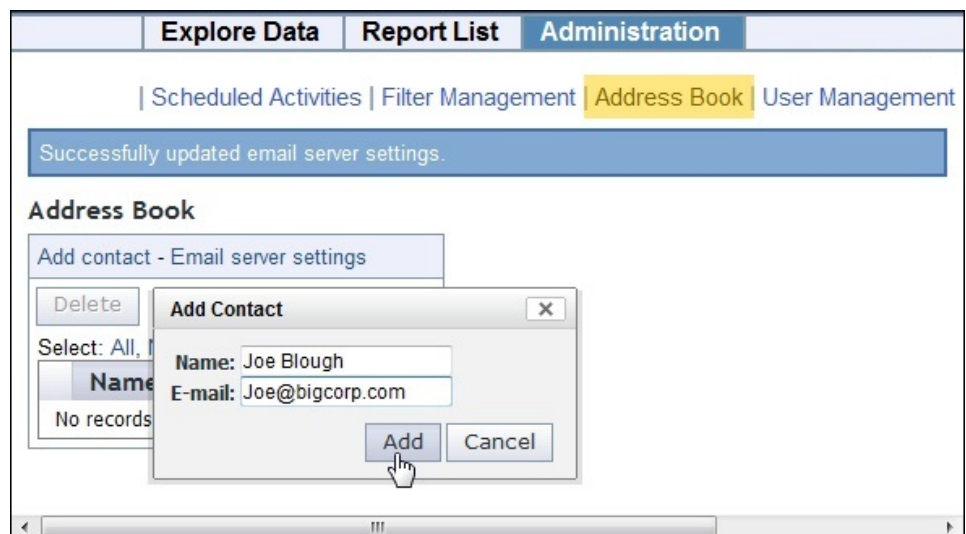 Explore Data Report List Administration
| Scheduled Activities | Filter Management | Address Book | User Management
Successfully updated email server settings.
Address Book
Add contact - Email server settings
Delete
Add Contact
Select: All,
Name: Joe Blough
Name
E-mail: Joe@bigcorp.com
No records
Add Cancel